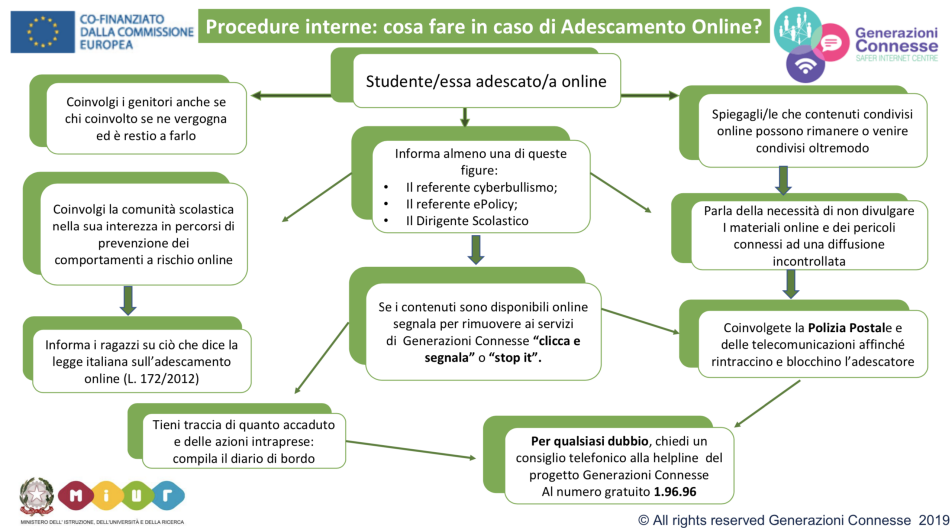 CO-FINANZIATO
DALLA COMMISSIONE
EUROPEA
Procedure interne: cosa fare in caso di Adescamento Online?
Generazioni
Connesse
SAFER INTERNET CENTRE
Studente/essa adescato/a online
Coinvolgi i genitori anche se
chi coinvolto se ne vergogna
ed è restio a farlo
Informa almeno una di queste
figure:
• Il referente cyberbullismo;
• Il referente ePolicy;
• Il Dirigente Scolastico
Spiegagli/le che contenuti condivisi
online possono rimanere o venire
condivisi oltremodo
Coinvolgi la comunità scolastica
nella sua interezza in percorsi di
prevenzione dei
comportamenti a rischio online
Parla della necessità di non divulgare
I materiali online e dei pericoli
connessi ad una diffusione
incontrollata
Se i contenuti sono disponibili online
segnala per rimuovere ai servizi
di Generazioni Connesse “clicca e
segnala” o “stop it”.
Informa i ragazzi su ciò che dice la
legge italiana sull’adescamento
online (L. 172/2012)
Coinvolgete la Polizia Postale e
delle telecomunicazioni affinché
rintraccino e blocchino l’adescatore
Tieni traccia di quanto accaduto
e delle azioni intraprese:
compila il diario di bordo
Per qualsiasi dubbio, chiedi un
consiglio telefonico alla helpline del
progetto Generazioni Connesse
Al numero gratuito 1.96.96
miur
MINISTERO DELL’ ISTRUZIONE, DELL’UNIVERSITÀ E DELLA RICERCA
© All rights reserved Generazioni Connesse 2019